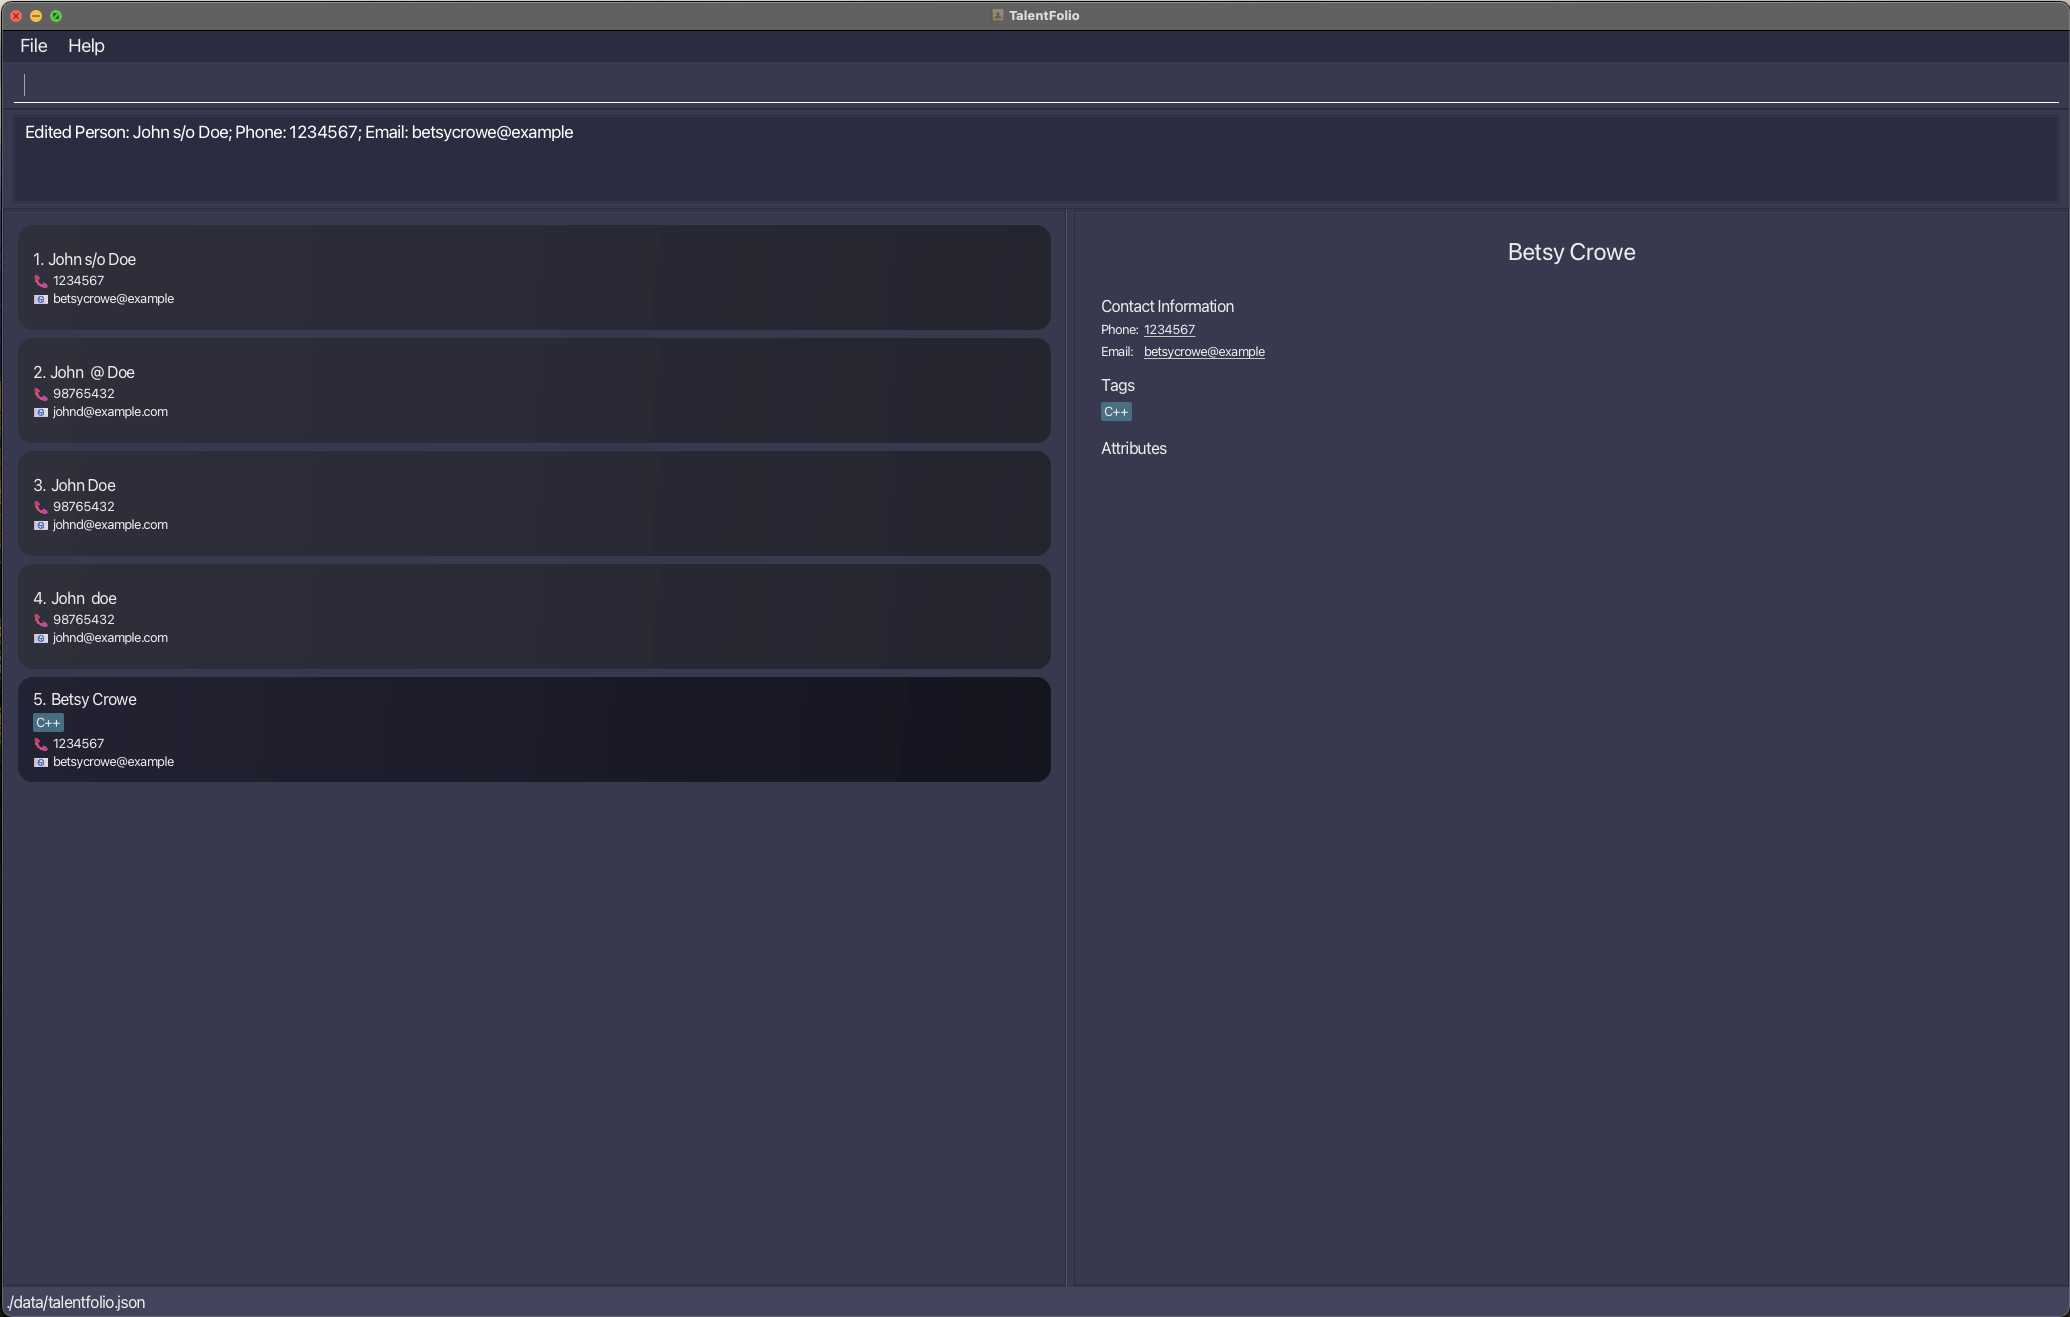 TalentFolio
File Help
Edited Person: John s/o Doe; Phone: 1234567; Email: betsycrowe@example
1. John s/o Doe
1234567
betsycrowe@example
2. John  @ Doe
98765432
johnd@example.com
3. John Doe
98765432
johnd@example.com
4. John  doe
98765432
johnd@example.com
5. Betsy Crowe
C++
1234567
betsycrowe@example
Betsy Crowe
Contact Information
Phone: 1234567
Email: betsycrowe@example
Tags
C++
Attributes
./data/talentfolio.json